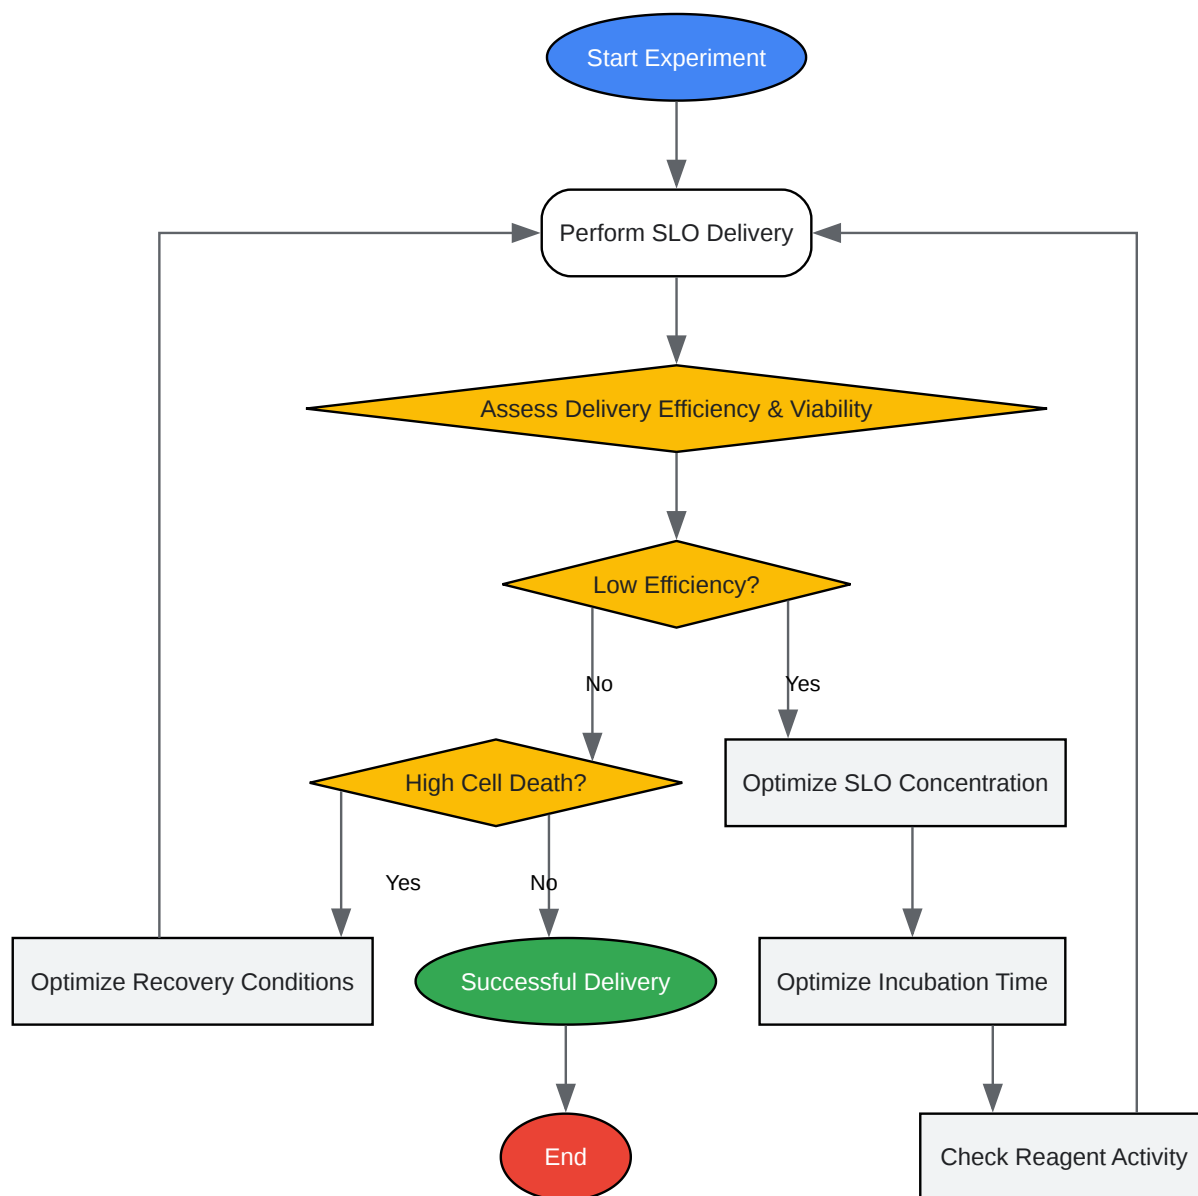 Start Experiment
Perform SLO Delivery
Assess Delivery Efficiency & Viability
Low Efficiency?
No
Yes
High Cell Death?
Optimize SLO Concentration
Yes
No
Optimize Recovery Conditions
Successful Delivery
Optimize Incubation Time
End
Check Reagent Activity